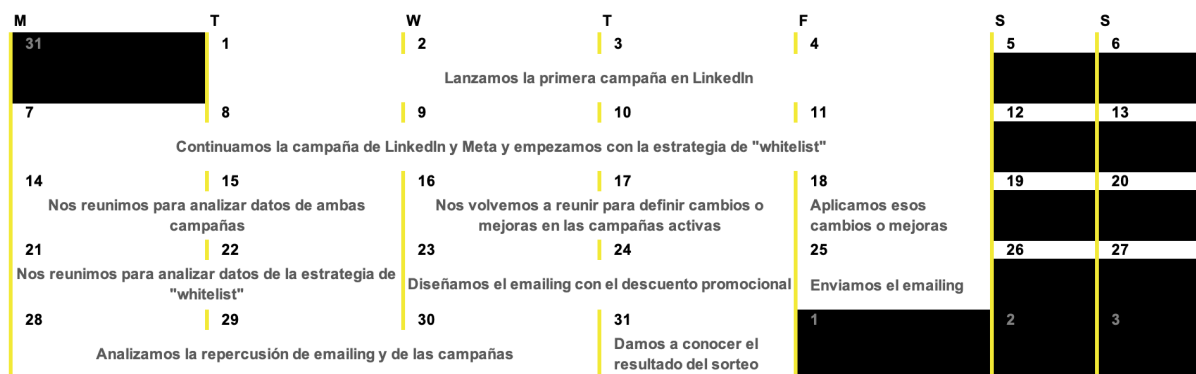 M T W T F S S
31 1 2 3 4 5 6
Lanzamos la primera campaña en LinkedIn
7 8 9 10 11 12 13
Continuamos la campaña de LinkedIn y Meta y empezamos con la estrategia de "whitelist"
14 15 16 17 18 19 20
Nos reunimos para analizar datos de ambas
campañas
Nos volvemos a reunir para definir cambios o
mejoras en las campañas activas
Aplicamos esos
cambios o mejoras
21 22 23 24 25 26 27
Nos reunimos para analizar datos de la estrategia de
"whitelist"
Diseñamos el emailing con el descuento promocional
Enviamos el emailing
28 29 30 31 1 2 3
Analizamos la repercusión de emailing y de las campañas
Damos a conocer el
resultado del sorteo